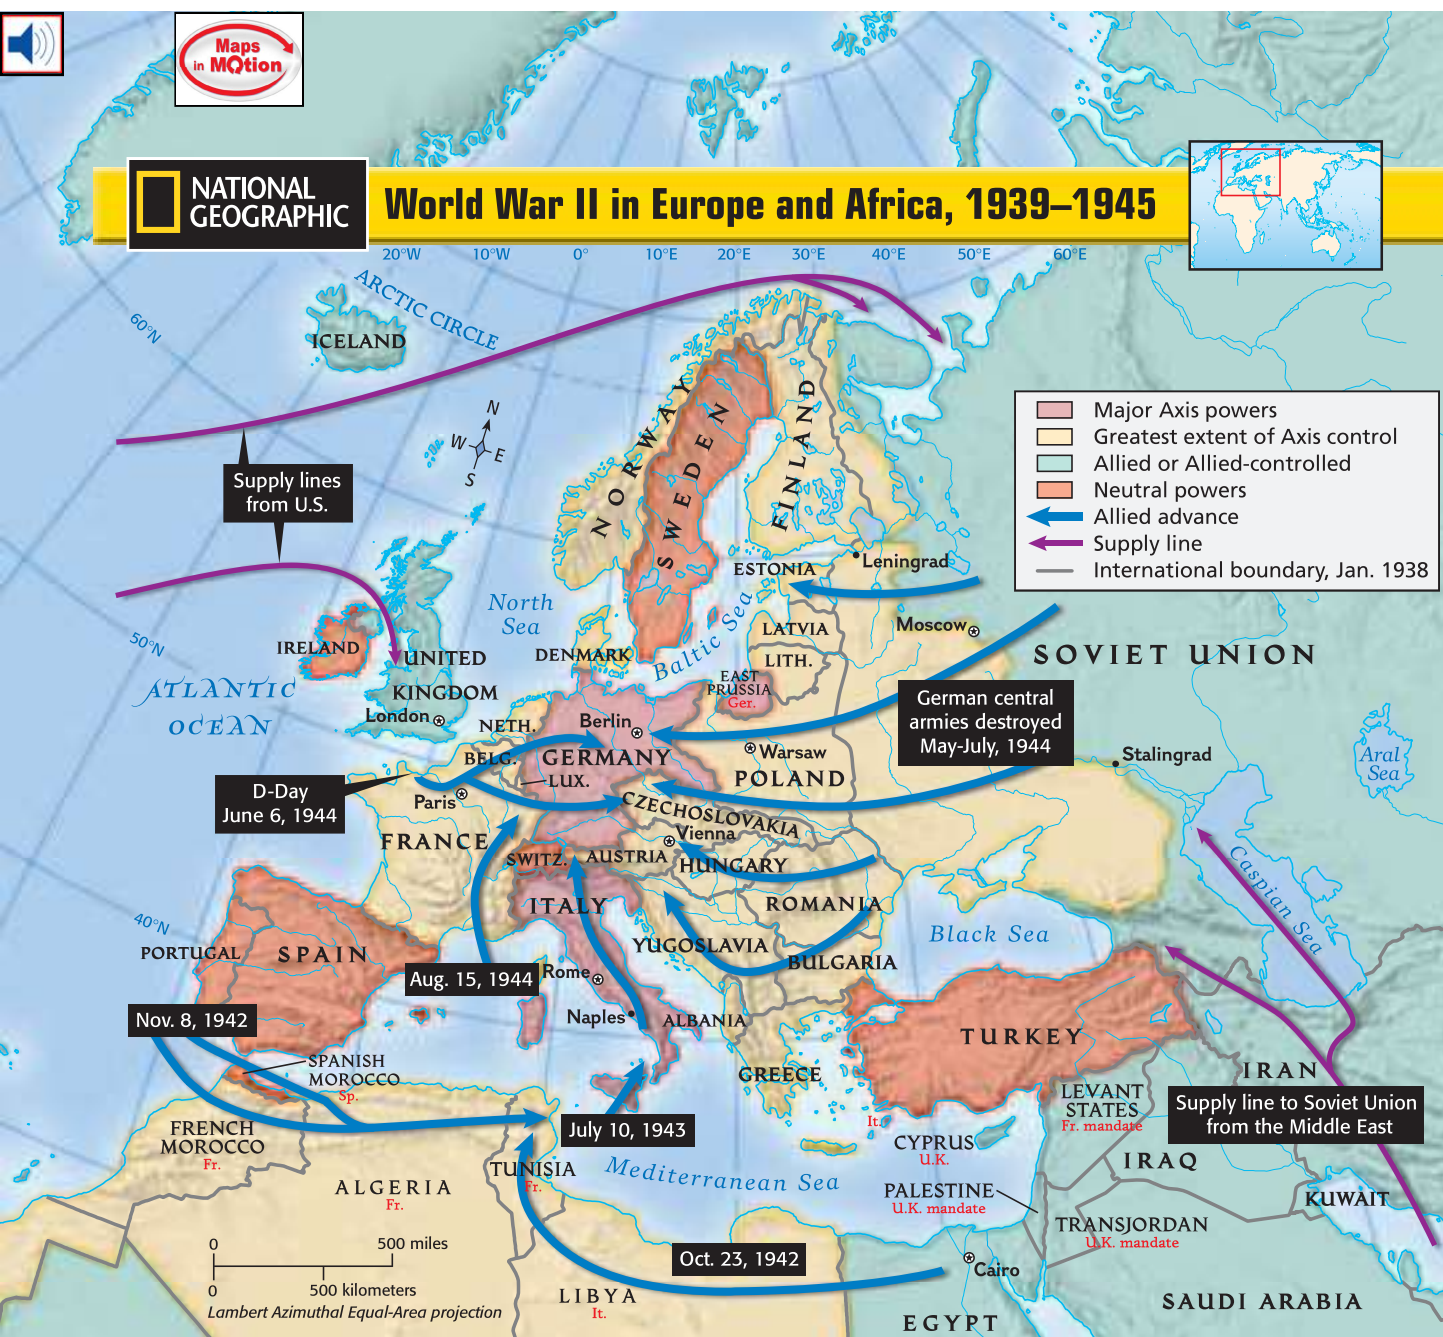 Maps
in MOtion
NATIONAL
GEOGRAPHIC
World War II in Europe and Africa, 1939–1945
20°W
10°W
0°
10°E
20°E
30°E
40°E
50°E
60°E
ARCTIC CIRCLE
60°N
ICELAND
N
W
E
S
NORWAY
SWEDEN
FINLAND
Major Axis powers
Greatest extent of Axis control
Allied or Allied-controlled
Neutral powers
Allied advance
Supply line
International boundary, Jan. 1938
Supply lines
from U.S.
Leningrad
ESTONIA
North
Sea
Baltic Sea
LATVIA
Moscow
50°N
IRELAND
UNITED
KINGDOM
London
DENMARK
LITH.
SOVIET UNION
EAST
PRUSSIA
Ger.
ATLANTIC
OCEAN
German central
armies destroyed
May-July, 1944
NETH.
Berlin
BELG.
GERMANY
Warsaw
POLAND
LUX.
Stalingrad
Aral
Sea
D-Day
June 6, 1944
Paris
CZECHOSLOVAKIA
FRANCE
Vienna
SWITZ.
AUSTRIA
HUNGARY
Caspian Sea
ITALY
ROMANIA
40°N
PORTUGAL
SPAIN
YUGOSLAVIA
BULGARIA
Black Sea
Aug. 15, 1944
Rome
Nov. 8, 1942
Naples
ALBANIA
TURKEY
SPANISH
MOROCCO
Sp.
GREECE
IRAN
LEVANT
STATES
Fr. mandate
Supply line to Soviet Union
from the Middle East
FRENCH
MOROCCO
Fr.
July 10, 1943
It.
CYPRUS
U.K.
TUNISIA
Fr.
Mediterranean Sea
IRAQ
ALGERIA
Fr.
PALESTINE
U.K. mandate
KUWAIT
TRANSJORDAN
U.K. mandate
0
500 miles
0
500 kilometers
Lambert Azimuthal Equal-Area projection
Oct. 23, 1942
Cairo
LIBYA
It.
EGYPT
SAUDI ARABIA